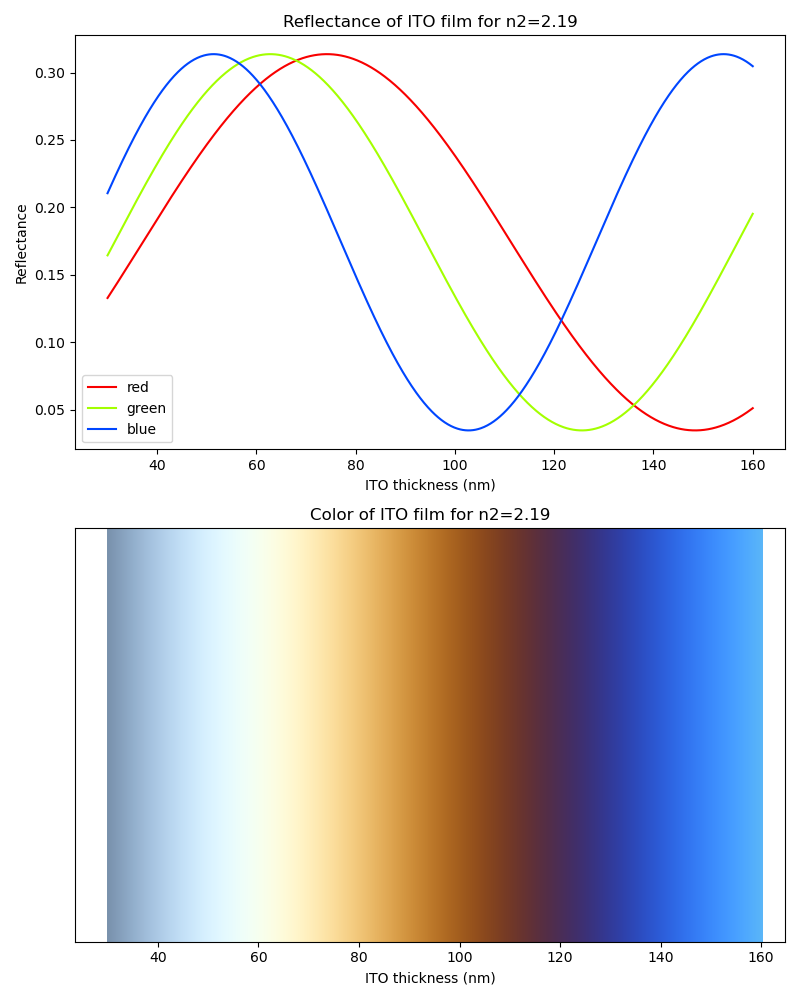 Reflectance of ITO film for n2=2.19
Reflectance
0.30
0.25
0.20
0.15
0.10
0.05
red
green
blue
40 60 80 100 120 140 160
ITO thickness (nm)
Color of ITO film for n2=2.19
40 60 80 100 120 140 160
ITO thickness (nm)